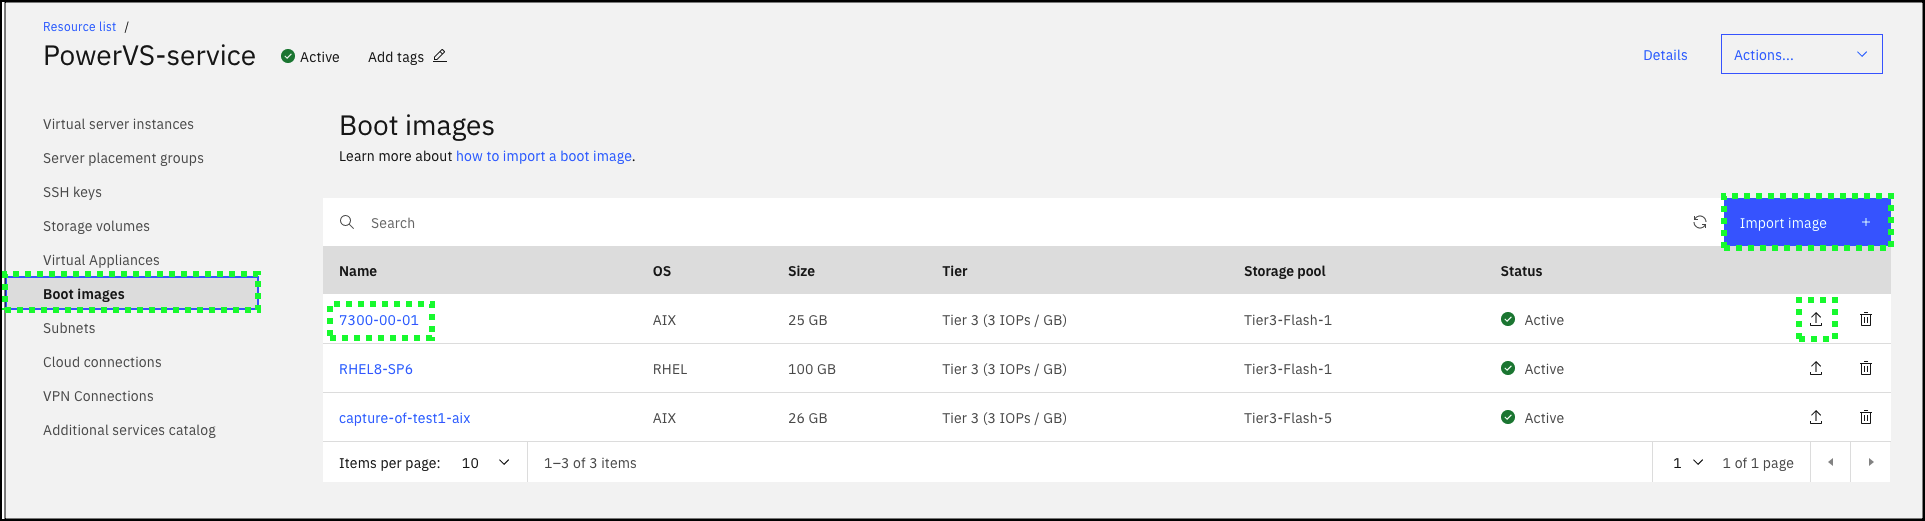 Resource list /
PowerVS-service Active Add tags Details Actions...
Virtual server instances
Server placement groups
SSH keys
Storage volumes
Virtual Appliances
Boot images
Subnets
Cloud connections
VPN Connections
Additional services catalog
Boot images
Learn more about how to import a boot image.
Search Import image +
Name OS Size Tier Storage pool Status
7300-00-01 AIX 25 GB Tier 3 (3 IOPs / GB) Tier3-Flash-1 Active
RHEL8-SP6 RHEL 100 GB Tier 3 (3 IOPs / GB) Tier3-Flash-1 Active
capture-of-test1-aix AIX 26 GB Tier 3 (3 IOPs / GB) Tier3-Flash-5 Active
Items per page: 10 1–3 of 3 items 1 1 of 1 page